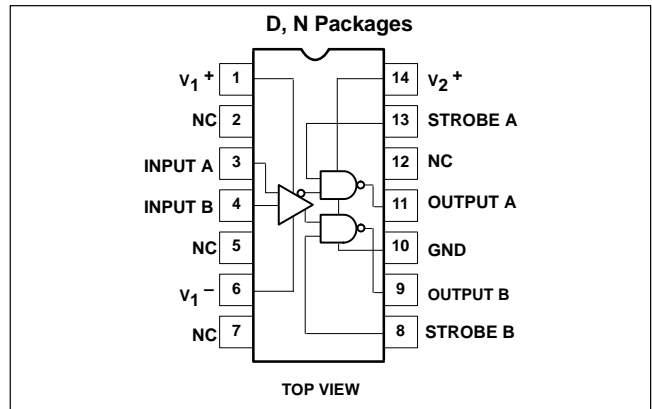 D, N Packages
V1+ 1
NC 2
INPUT A 3
INPUT B 4
NC 5
V1– 6
NC 7
14 V2+
13 STROBE A
12 NC
11 OUTPUT A
10 GND
9 OUTPUT B
8 STROBE B
TOP VIEW